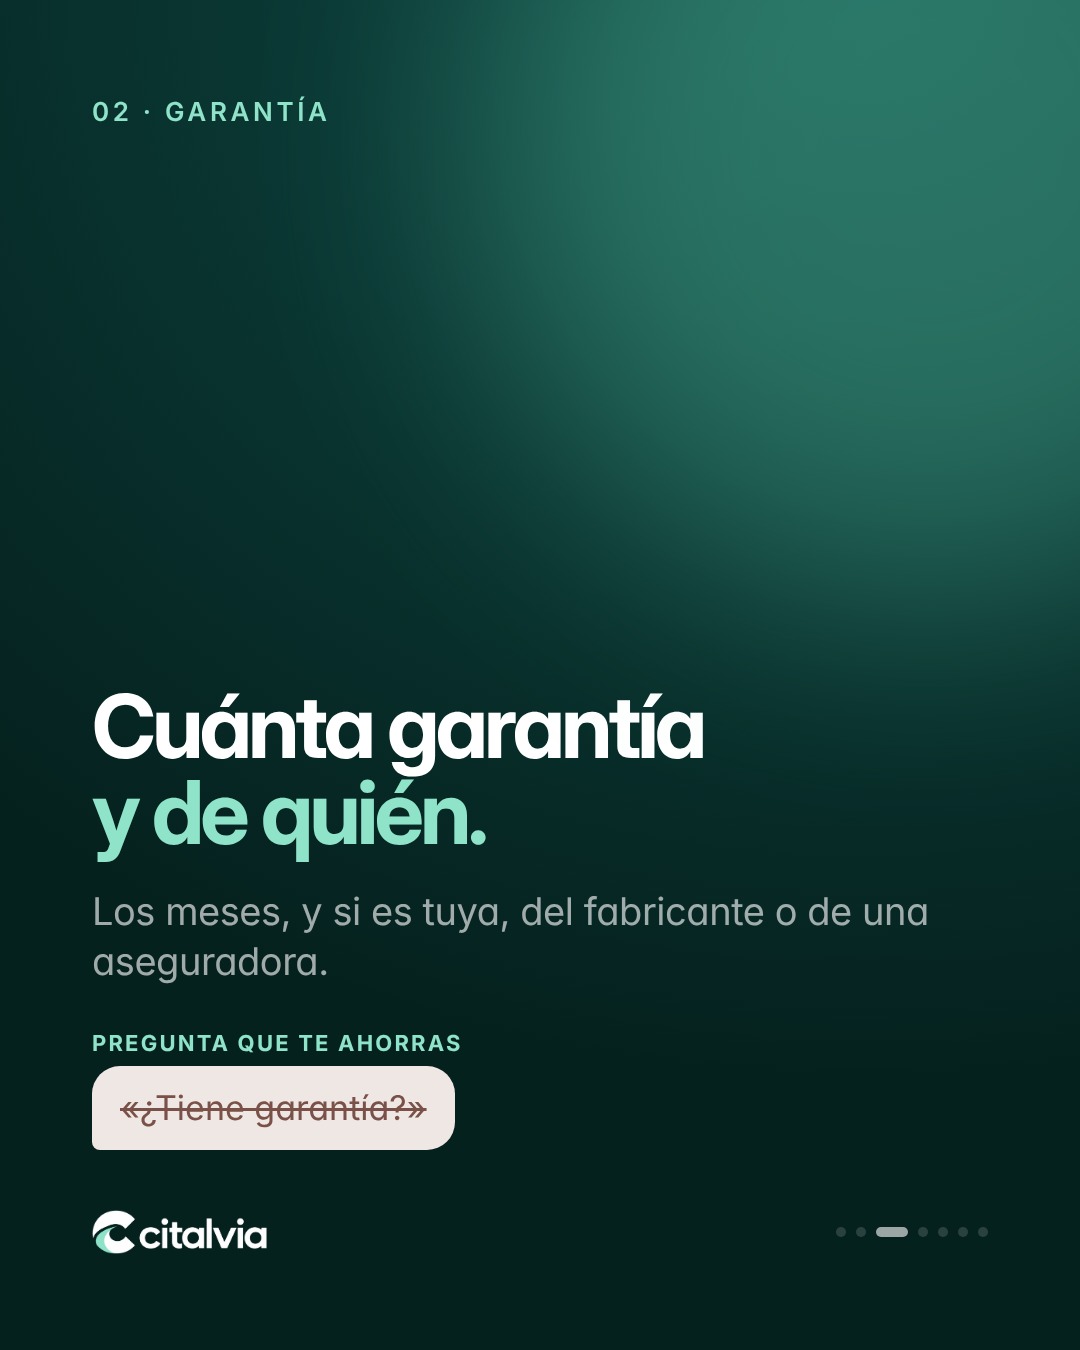 02 · GARANTÍA
Cuánta garantía
y de quién.
Los meses, y si es tuya, del fabricante o de una
aseguradora.
PREGUNTA QUE TE AHORRAS
«¿Tiene garantía?»
citalvia